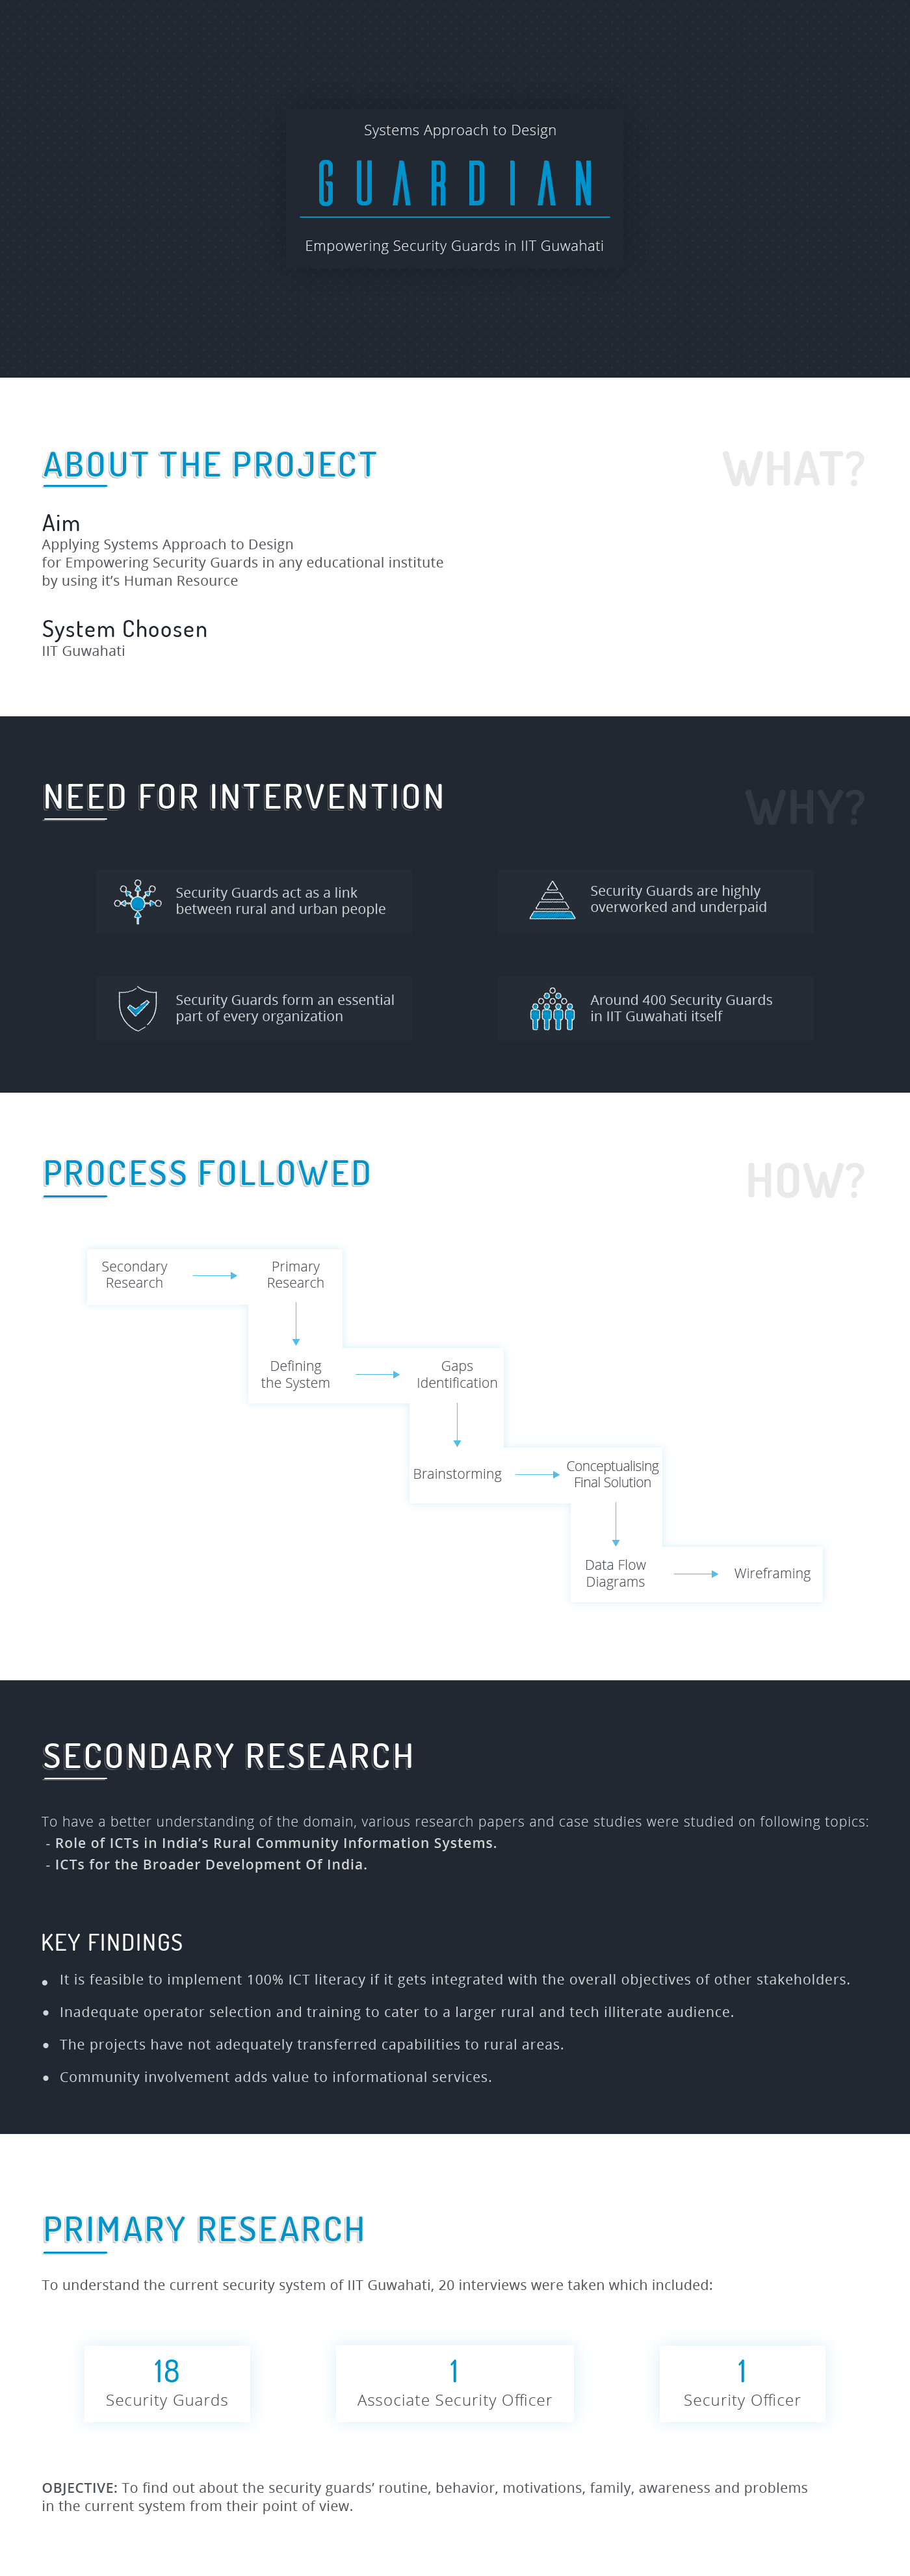 Systems Approach to Design
GUARDIAN
Empowering Security Guards in IIT Guwahati
ABOUT THE PROJECT
WHAT?
Aim
Applying Systems Approach to Design
for Empowering Security Guards in any educational institute
by using it’s Human Resource
System Choosen
IIT Guwahati
NEED FOR INTERVENTION
WHY?
Security Guards act as a link
between rural and urban people
Security Guards are highly
overworked and underpaid
Security Guards form an essential
part of every organization
Around 400 Security Guards
in IIT Guwahati itself
PROCESS FOLLOWED
HOW?
Secondary
Research
Primary
Research
Defining
the System
Gaps
Identification
Brainstorming
Conceptualising
Final Solution
Data Flow
Diagrams
Wireframing
SECONDARY RESEARCH
To have a better understanding of the domain, various research papers and case studies were studied on following topics:
- Role of ICTs in India’s Rural Community Information Systems.
- ICTs for the Broader Development Of India.
KEY FINDINGS
• It is feasible to implement 100% ICT literacy if it gets integrated with the overall objectives of other stakeholders.
• Inadequate operator selection and training to cater to a larger rural and tech illiterate audience.
• The projects have not adequately transferred capabilities to rural areas.
• Community involvement adds value to informational services.
PRIMARY RESEARCH
To understand the current security system of IIT Guwahati, 20 interviews were taken which included:
18
Security Guards
1
Associate Security Officer
1
Security Officer
OBJECTIVE: To find out about the security guards’ routine, behavior, motivations, family, awareness and problems
in the current system from their point of view.